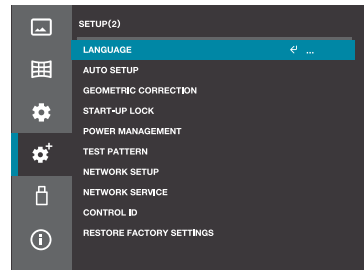 SETUP(2)
LANGUAGE ...
AUTO SETUP
GEOMETRIC CORRECTION
START-UP LOCK
POWER MANAGEMENT
TEST PATTERN
NETWORK SETUP
NETWORK SERVICE
CONTROL ID
RESTORE FACTORY SETTINGS